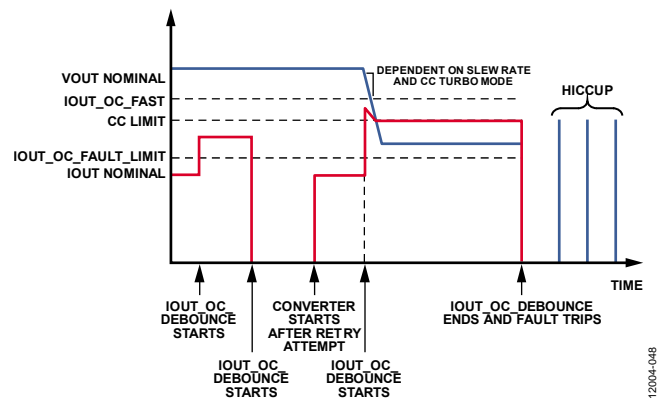 VOUT NOMINAL
IOUT_OC_FAST
CC LIMIT
IOUT_OC_FAULT_LIMIT
IOUT NOMINAL
DEPENDENT ON SLEW RATE
AND CC TURBO MODE
HICCUP
TIME
IOUT_OC_
DEBOUNCE
STARTS
IOUT_OC_
DEBOUNCE
STARTS
CONVERTER
STARTS
AFTER RETRY
ATTEMPT
IOUT_OC_
DEBOUNCE
STARTS
IOUT_OC_DEBOUNCE
ENDS AND FAULT TRIPS
12004-048